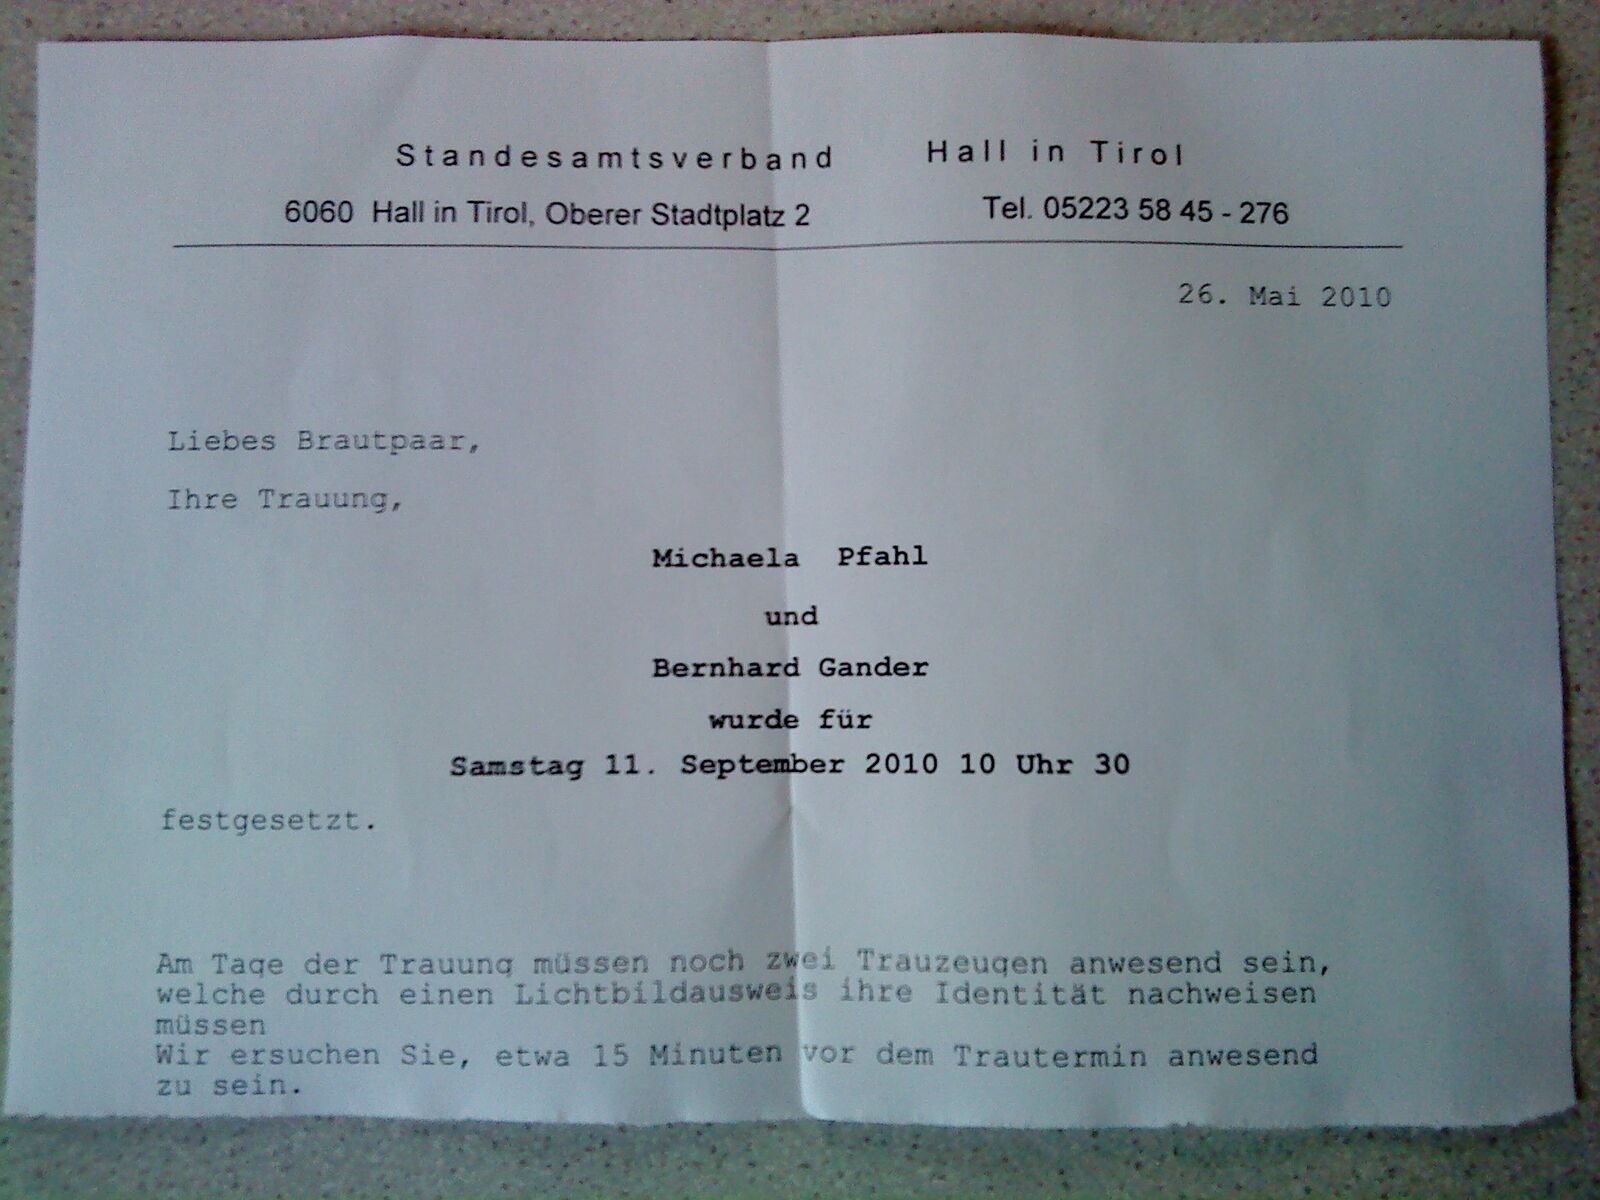 Standesamtsverband Hall in Tirol
6060 Hall in Tirol, Oberer Stadtplatz 2 Tel. 05223 58 45 - 276
26. Mai 2010
Liebes Brautpaar,
Ihre Trauung,
Michaela Pfahl
und
Bernhard Gander
wurde für
Samstag 11. September 2010 10 Uhr 30
festgesetzt.
Am Tage der Trauung müssen noch zwei Trauzeugen anwesend sein,
welche durch einen Lichtbildausweis ihre Identität nachweisen
müssen
Wir ersuchen Sie, etwa 15 Minuten vor dem Trautermin anwesend
zu sein.